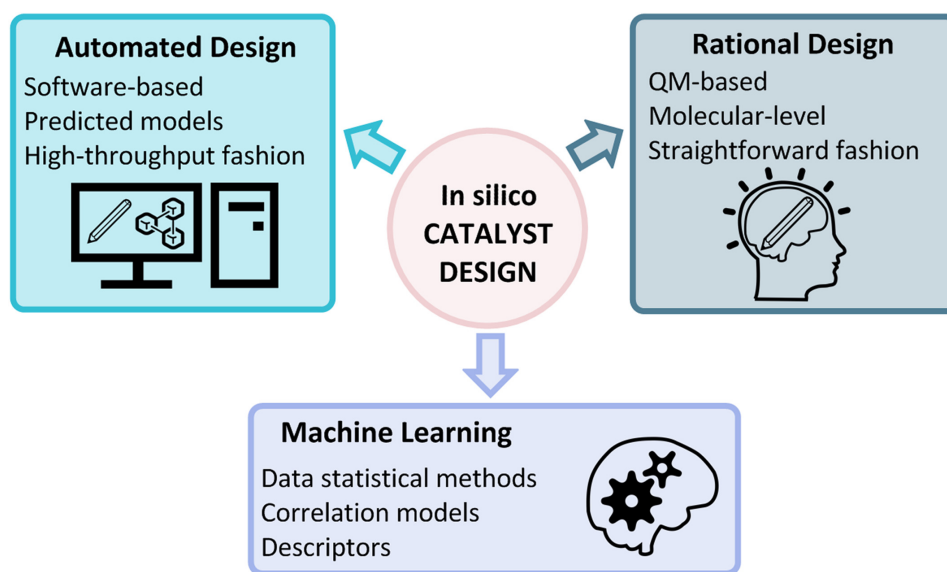 Automated Design
Software-based
Predicted models
High-throughput fashion
Rational Design
QM-based
Molecular-level
Straightforward fashion
In silico
CATALYST
DESIGN
Machine Learning
Data statistical methods
Correlation models
Descriptors